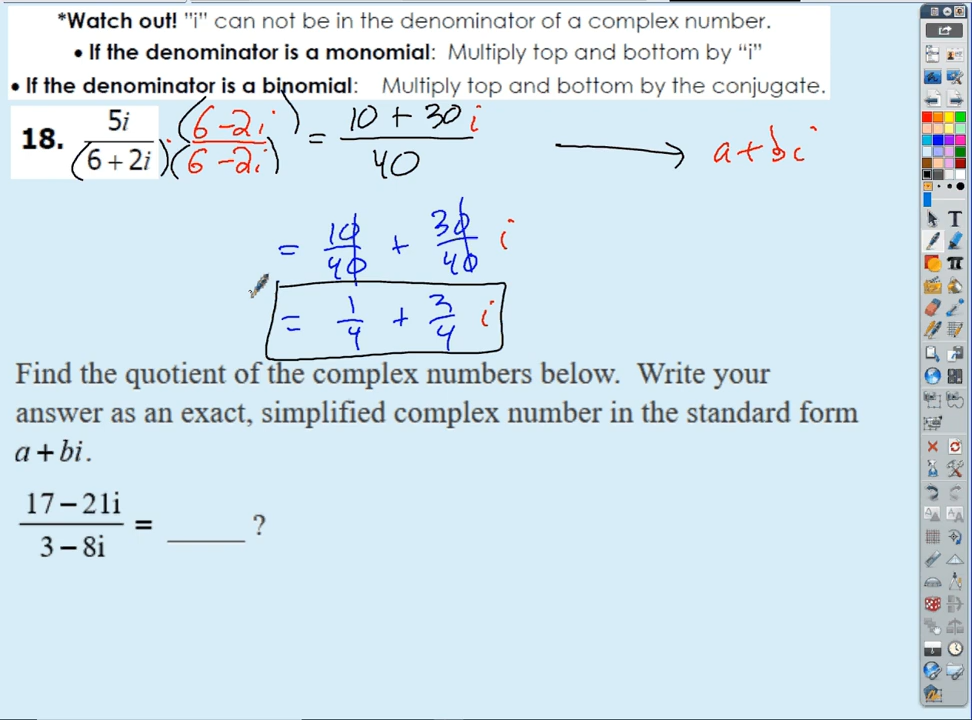 *Watch out! "i" can not be in the denominator of a complex number.
• If the denominator is a monomial: Multiply top and bottom by “i”
• If the denominator is a binomial: Multiply top and bottom by the conjugate.
18. 5i/(6 + 2i) (6 - 2i)/(6 - 2i) = (10 + 30i)/40 ⟶ a + bi
= 10/40 + 30/40 i
= 1/4 + 3/4 i
Find the quotient of the complex numbers below. Write your
answer as an exact, simplified complex number in the standard form
a + bi.
(17 – 21i)/(3 – 8i) = _____ ?